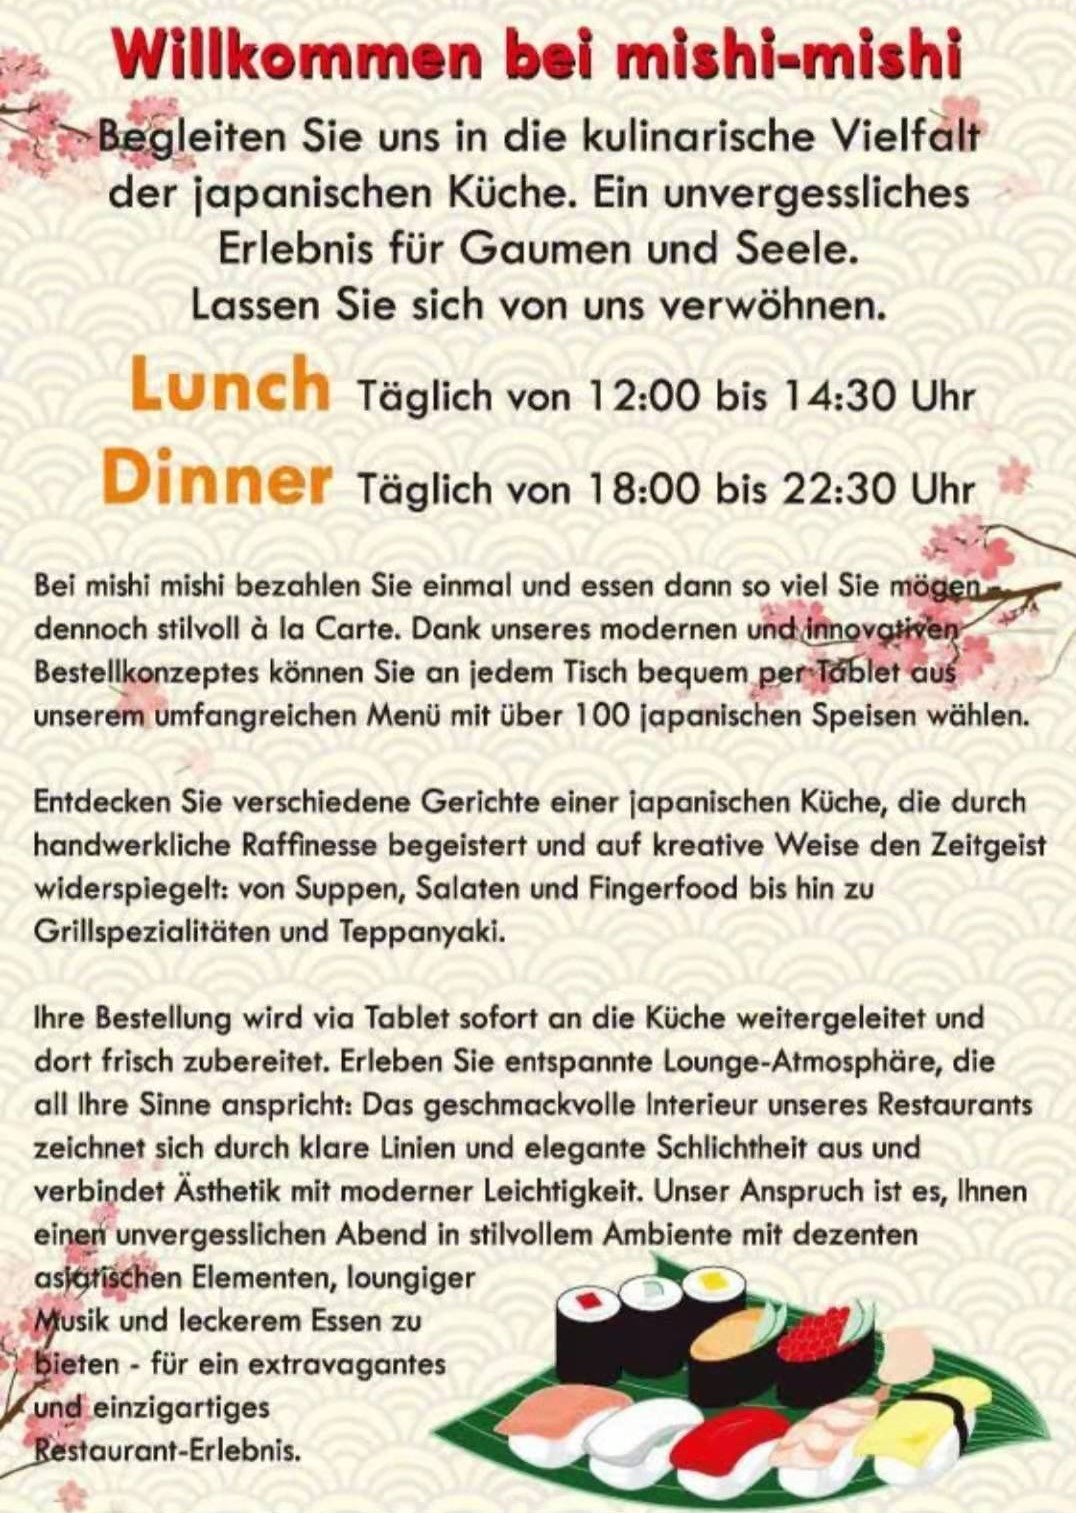 Willkommen bei mishi-mishi
Begleiten Sie uns in die kulinarische Vielfalt
der japanischen Küche. Ein unvergessliches
Erlebnis für Gaumen und Seele.
Lassen Sie sich von uns verwöhnen.
Lunch Täglich von 12:00 bis 14:30 Uhr
Dinner Täglich von 18:00 bis 22:30 Uhr
Bei mishi mishi bezahlen Sie einmal und essen dann so viel Sie mögen
dennoch stilvoll à la Carte. Dank unseres modernen und innovativen
Bestellkonzeptes können Sie an jedem Tisch bequem per Tablet aus
unserem umfangreichen Menü mit über 100 japanischen Speisen wählen.
Entdecken Sie verschiedene Gerichte einer japanischen Küche, die durch
handwerkliche Raffinesse begeistert und auf kreative Weise den Zeitgeist
widerspiegelt: von Suppen, Salaten und Fingerfood bis hin zu
Grillspezialitäten und Teppanyaki.
Ihre Bestellung wird via Tablet sofort an die Küche weitergeleitet und
dort frisch zubereitet. Erleben Sie entspannte Lounge-Atmosphäre, die
all Ihre Sinne anspricht: Das geschmackvolle Interieur unseres Restaurants
zeichnet sich durch klare Linien und elegante Schlichtheit aus und
verbindet Ästhetik mit moderner Leichtigkeit. Unser Anspruch ist es, Ihnen
einen unvergesslichen Abend in stilvollem Ambiente mit dezenten
asiatischen Elementen, loungiger
Musik und leckerem Essen zu
bieten - für ein extravagantes
und einzigartiges
Restaurant-Erlebnis.